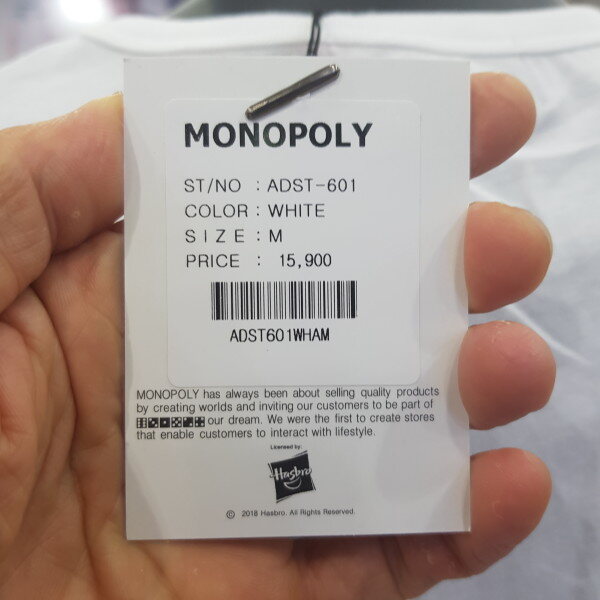 MONOPOLY
ST/NO : ADST-601
COLOR : WHITE
SIZE : M
PRICE : 15,900
ADST601WHAM
MONOPOLY has always been about selling quality products
by creating worlds and inviting our customers to be part of
our dream. We were the first to create stores
that enable customers to interact with lifestyle.
Licensed by:
Hasbro
© 2018 Hasbro. All Rights Reserved.